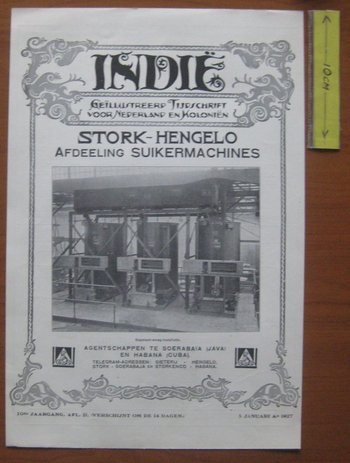 INDIË
GEÏLLUSTREERD TIJDSCHRIFT
VOOR NEDERLAND EN KOLONIËN
STORK-HENGELO
AFDEELING SUIKERMACHINES
AGENTSCHAPPEN TE SOERABAIA (JAVA)
EN HABANA (CUBA)
TELEGRAM-ADRESSEN: GIETERIJ - HENGELO,
STORK - SOERABAJA EN STORKENCO - HABANA.
10DE JAARGANG, AFL. 21. (VERSCHIJNT OM DE 14 DAGEN.)
5 JANUARI Ao 1927
10CM